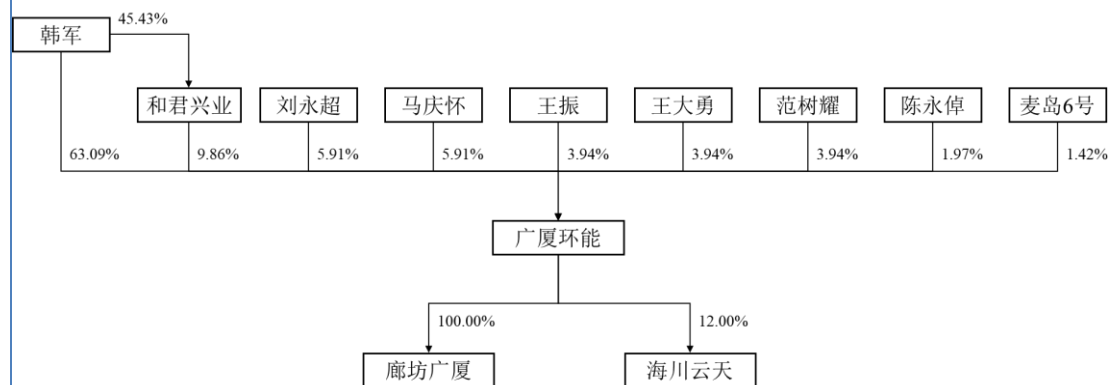 45.43%
韩军
和君兴业 刘永超 马庆怀 王振 王大勇 范树耀 陈永倬 麦岛6号
63.09% 9.86% 5.91% 5.91% 3.94% 3.94% 3.94% 1.97% 1.42%
广厦环能
100.00% 12.00%
廊坊广厦 海川云天